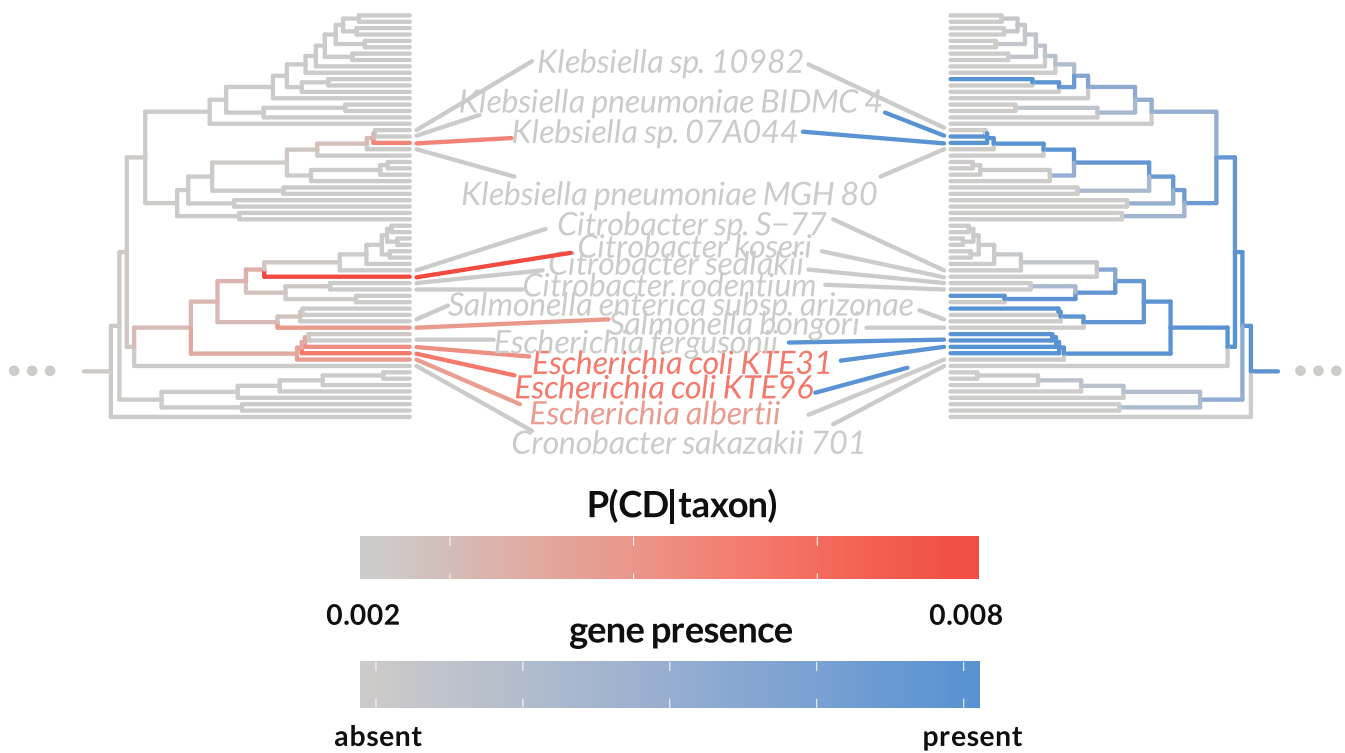 Klebsiella sp. 10982
Klebsiella pneumoniae BIDMC 4
Klebsiella sp. 07A044
Klebsiella pneumoniae MGH 80
Citrobacter sp. S−77
Citrobacter koseri
Citrobacter sedlakii
Citrobacter rodentium
Salmonella enterica subsp. arizonae
Salmonella bongori
Escherichia fergusonii
Escherichia coli KTE31
Escherichia coli KTE96
Escherichia albertii
Cronobacter sakazakii 701
P(CD|taxon)
0.002 0.008
gene presence
absent present